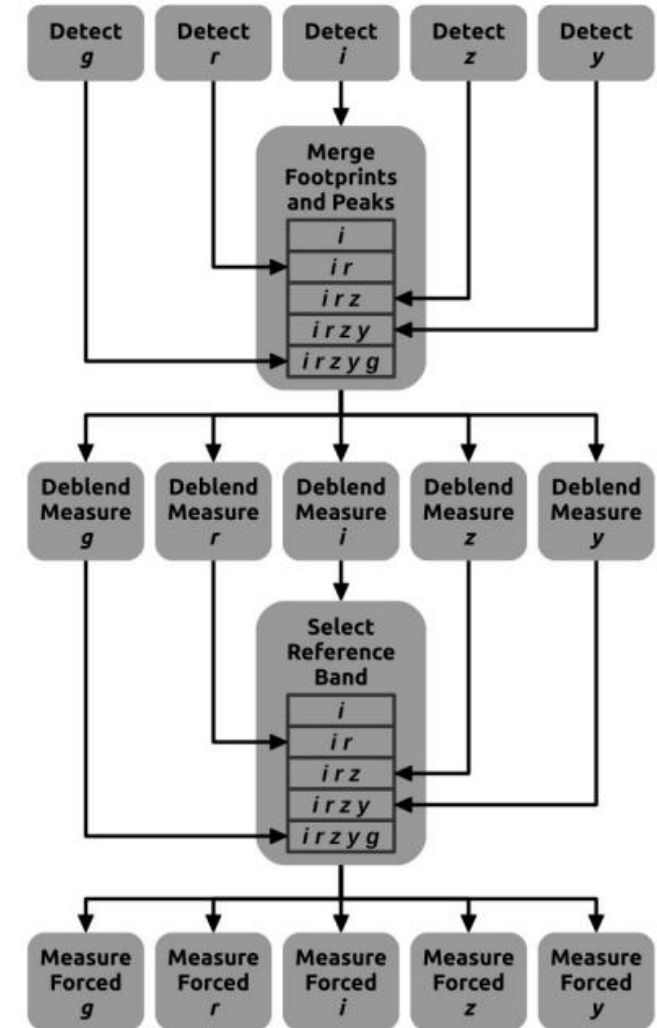 Detect
g
Detect
r
Detect
i
Detect
z
Detect
y
Merge
Footprints
and Peaks
i
i r
i r z
i r z y
i r z y g
Deblend
Measure
g
Deblend
Measure
r
Deblend
Measure
i
Deblend
Measure
z
Deblend
Measure
y
Select
Reference
Band
i
i r
i r z
i r z y
i r z y g
Measure
Forced
g
Measure
Forced
r
Measure
Forced
i
Measure
Forced
z
Measure
Forced
y